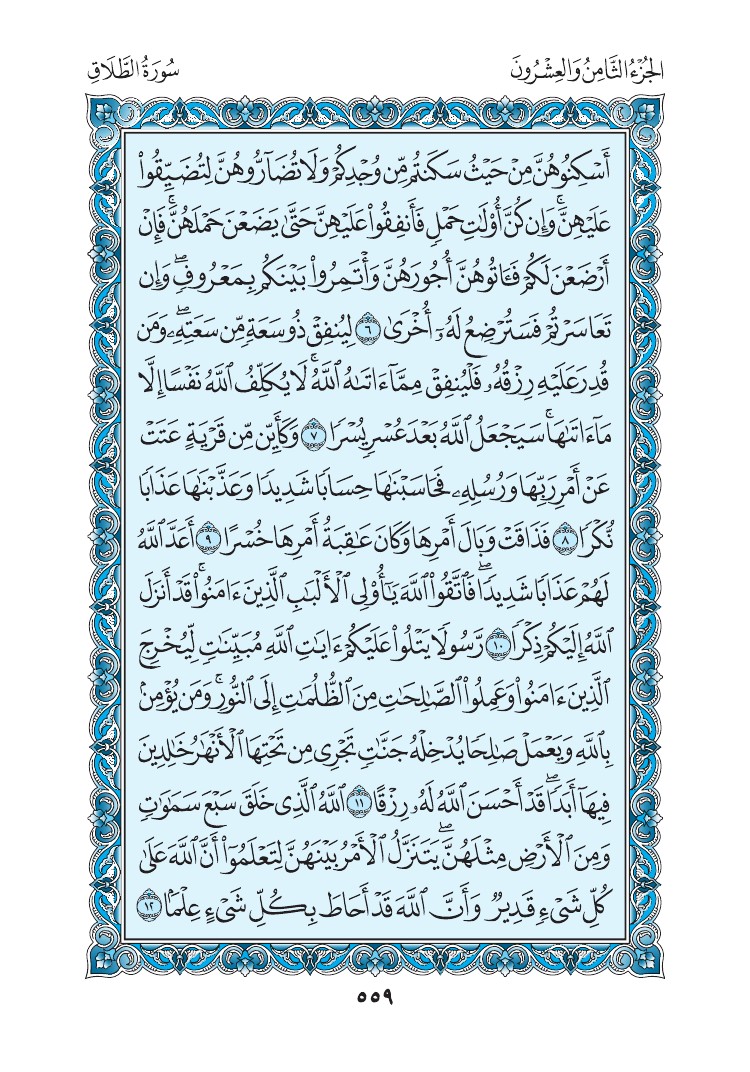 الجُزْءُ الثَّامِنُ وَالعِشْرُونَ
سُورَةُ الطَّلَاقِ
أَسْكِنُوهُنَّ مِنْ حَيْثُ سَكَنتُم مِّن وُجْدِكُمْ وَلَا تُضَآرُّوهُنَّ لِتُضَيِّقُوا۟
عَلَيْهِنَّ ۚ وَإِن كُنَّ أُو۟لَٰتِ حَمْلٍ فَأَنفِقُوا۟ عَلَيْهِنَّ حَتَّىٰ يَضَعْنَ حَمْلَهُنَّ ۚ فَإِنْ
أَرْضَعْنَ لَكُمْ فَـَٔاتُوهُنَّ أُجُورَهُنَّ وَأْتَمِرُوا۟ بَيْنَكُم بِمَعْرُوفٍ ۖ وَإِن
تَعَاسَرْتُمْ فَسَتُرْضِعُ لَهُۥٓ أُخْرَىٰ ٦ لِيُنفِقْ ذُو سَعَةٍ مِّن سَعَتِهِۦ ۖ وَمَن
قُدِرَ عَلَيْهِ رِزْقُهُۥ فَلْيُنفِقْ مِمَّآ ءَاتَىٰهُ ٱللَّهُ ۚ لَا يُكَلِّفُ ٱللَّهُ نَفْسًا إِلَّا
مَآ ءَاتَىٰهَا ۚ سَيَجْعَلُ ٱللَّهُ بَعْدَ عُسْرٍ يُسْرًا ٧ وَكَأَيِّن مِّن قَرْيَةٍ عَتَتْ
عَنْ أَمْرِ رَبِّهَا وَرُسُلِهِۦ فَحَاسَبْنَٰهَا حِسَابًا شَدِيدًا وَعَذَّبْنَٰهَا عَذَابًا
نُّكْرًا ٨ فَذَاقَتْ وَبَالَ أَمْرِهَا وَكَانَ عَٰقِبَةُ أَمْرِهَا خُسْرًا ٩ أَعَدَّ ٱللَّهُ
لَهُمْ عَذَابًا شَدِيدًا ۖ فَٱتَّقُوا۟ ٱللَّهَ يَٰٓأُو۟لِى ٱلْأَلْبَٰبِ ٱلَّذِينَ ءَامَنُوا۟ ۚ قَدْ أَنزَلَ
ٱللَّهُ إِلَيْكُمْ ذِكْرًا ١٠ رَّسُولًا يَتْلُوا۟ عَلَيْكُمْ ءَايَٰتِ ٱللَّهِ مُبَيِّنَٰتٍ لِّيُخْرِجَ
ٱلَّذِينَ ءَامَنُوا۟ وَعَمِلُوا۟ ٱلصَّٰلِحَٰتِ مِنَ ٱلظُّلُمَٰتِ إِلَى ٱلنُّورِ ۚ وَمَن يُؤْمِنۢ
بِٱللَّهِ وَيَعْمَلْ صَٰلِحًا يُدْخِلْهُ جَنَّٰتٍ تَجْرِى مِن تَحْتِهَا ٱلْأَنْهَٰرُ خَٰلِدِينَ
فِيهَآ أَبَدًا ۖ قَدْ أَحْسَنَ ٱللَّهُ لَهُۥ رِزْقًا ١١ ٱللَّهُ ٱلَّذِى خَلَقَ سَبْعَ سَمَٰوَٰتٍ
وَمِنَ ٱلْأَرْضِ مِثْلَهُنَّ ۖ يَتَنَزَّلُ ٱلْأَمْرُ بَيْنَهُنَّ لِتَعْلَمُوٓا۟ أَنَّ ٱللَّهَ عَلَىٰ
كُلِّ شَىْءٍ قَدِيرٌ وَأَنَّ ٱللَّهَ قَدْ أَحَاطَ بِكُلِّ شَىْءٍ عِلْمًۢا ١٢
٥٥٩